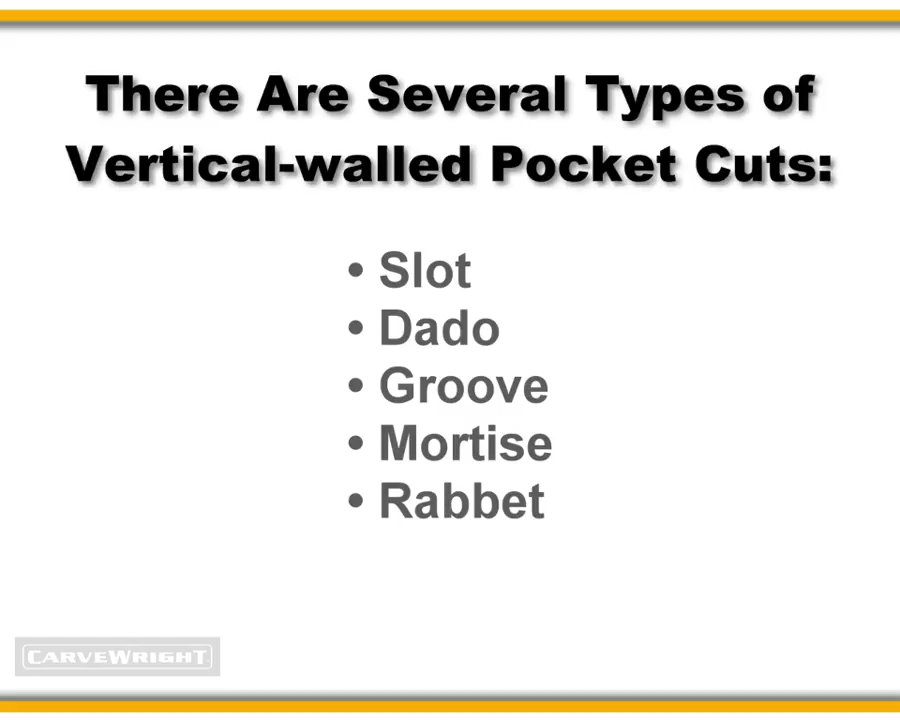 There Are Several Types of
Vertical-walled Pocket Cuts:
• Slot
• Dado
• Groove
• Mortise
• Rabbet
CARVEWRIGHT